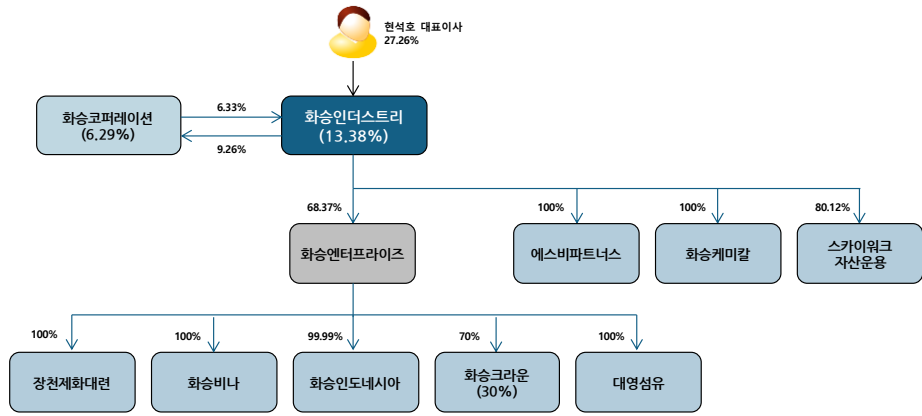 현석호 대표이사
27.26%
화승코퍼레이션
(6.29%)
6.33%
9.26%
화승인더스트리
(13.38%)
68.37%
100%
100%
80.12%
화승엔터프라이즈
에스비파트너스
화승케미칼
스카이워크
자산운용
100%
100%
99.99%
70%
100%
장천제화대련
화승비나
화승인도네시아
화승크라운
(30%)
대영섬유